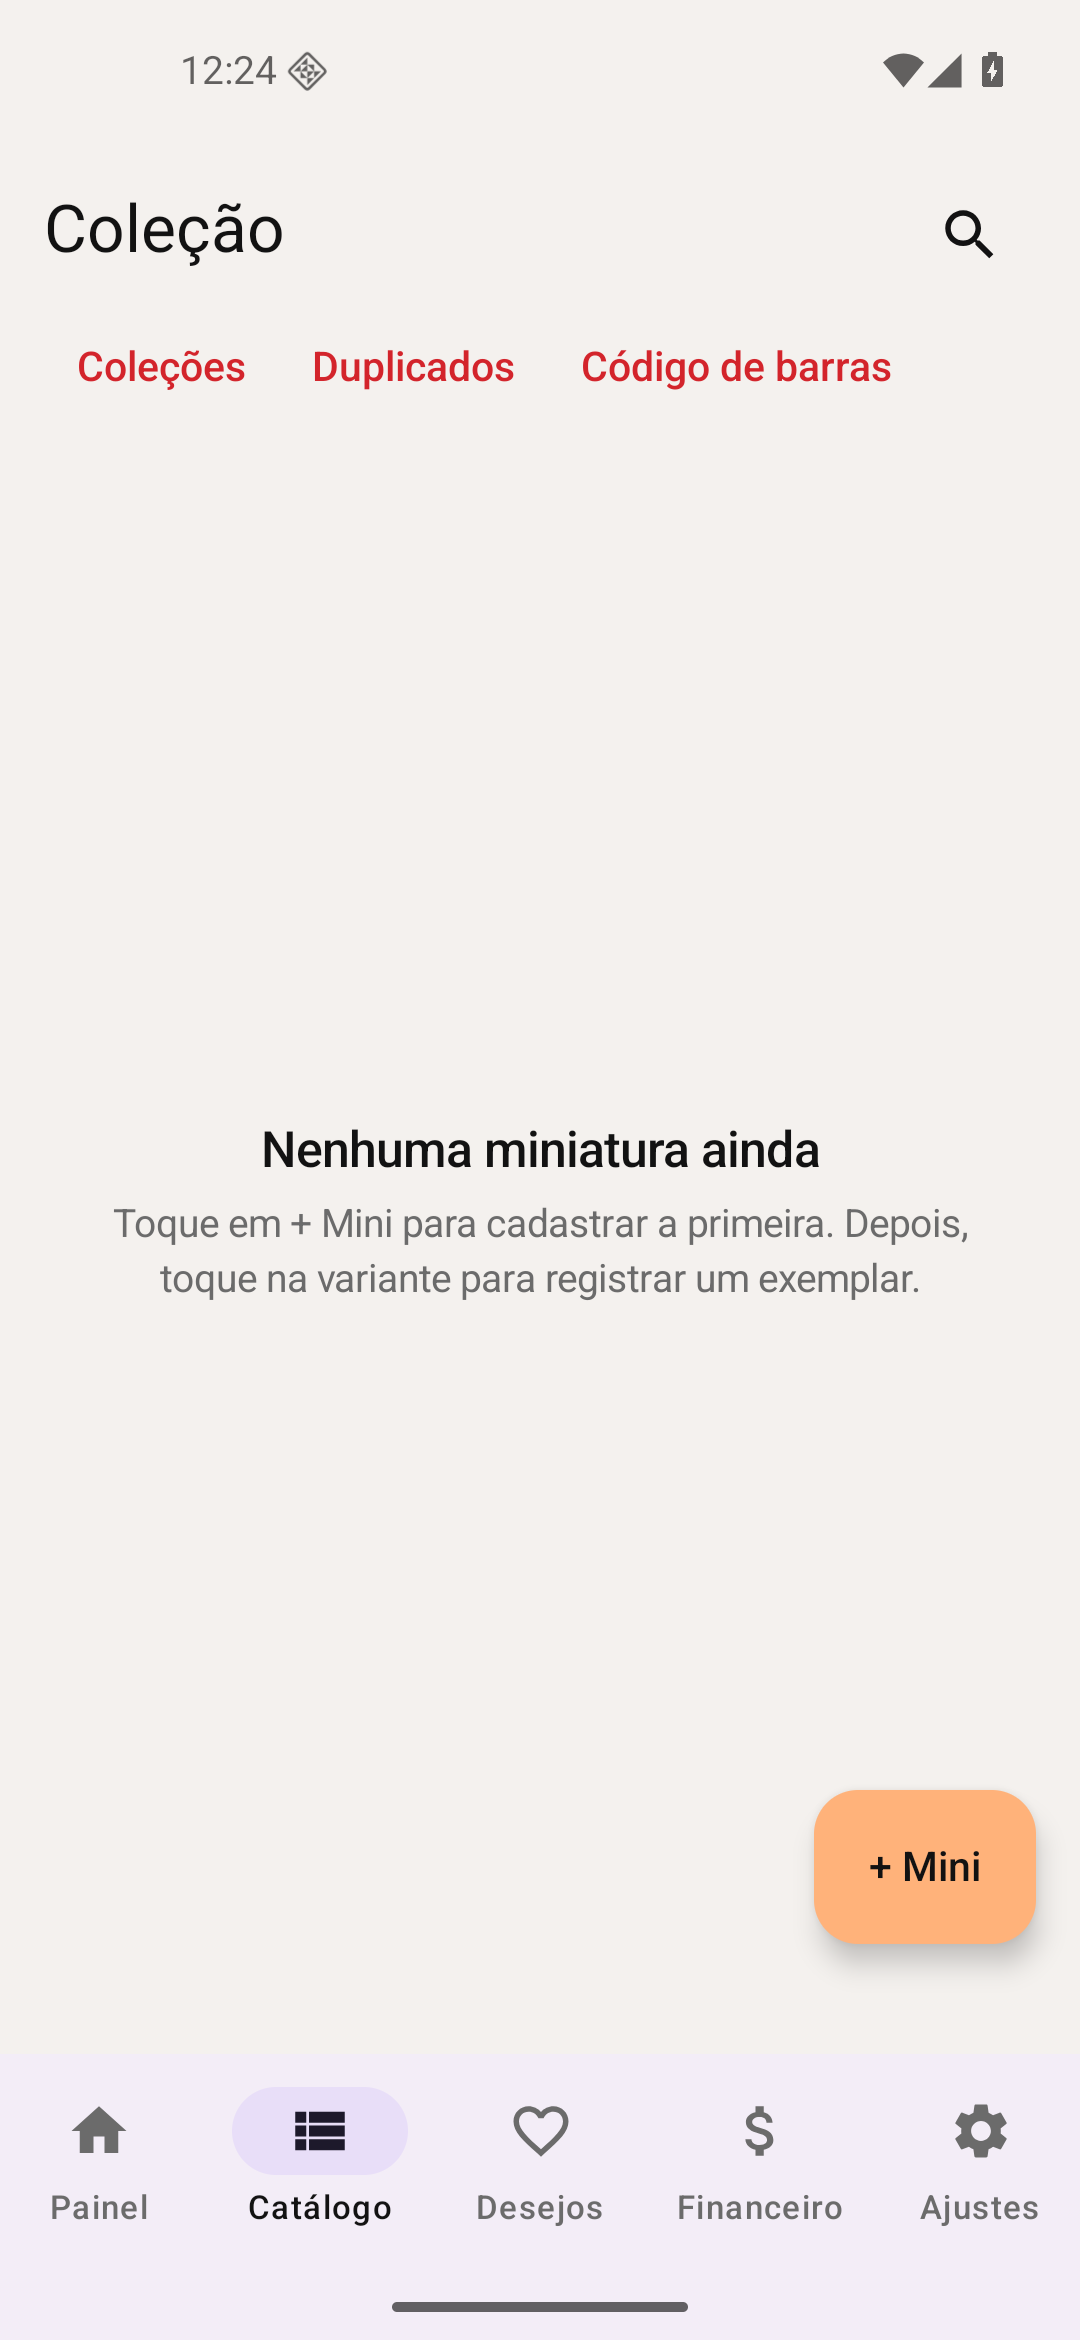 12:24
Coleção
Coleções Duplicados Código de barras
Nenhuma miniatura ainda
Toque em + Mini para cadastrar a primeira. Depois,
toque na variante para registrar um exemplar.
+ Mini
Painel Catálogo Desejos Financeiro Ajustes